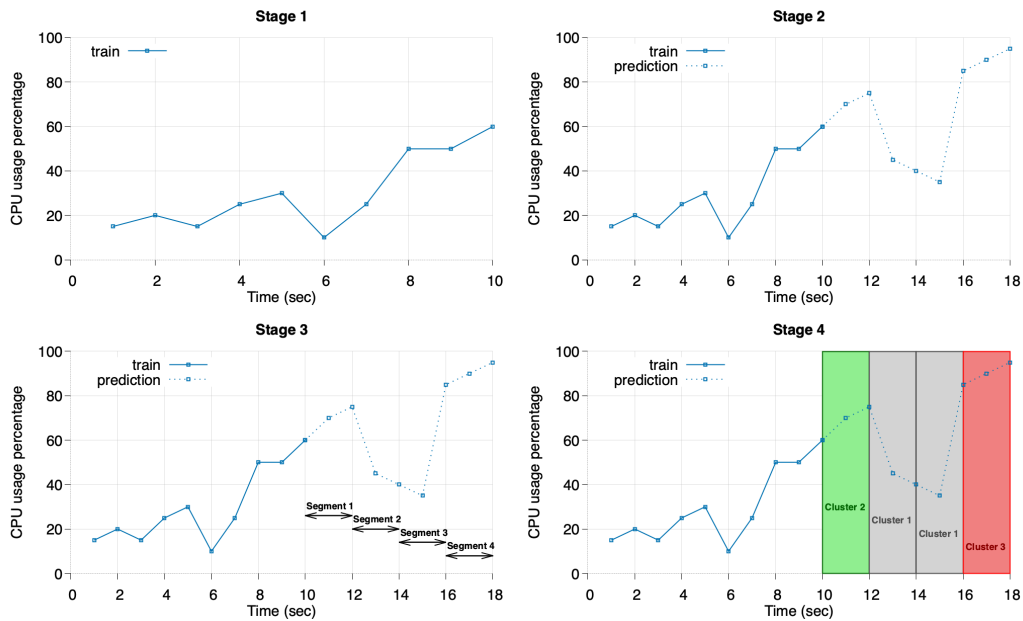 Stage 1
100
80
60
40
20
0
CPU usage percentage
train
0 2 4 6 8 10
Time (sec)
Stage 2
100
80
60
40
20
0
CPU usage percentage
train
prediction
0 2 4 6 8 10 12 14 16 18
Time (sec)
Stage 3
100
80
60
40
20
0
CPU usage percentage
train
prediction
Segment 1
Segment 2
Segment 3
Segment 4
0 2 4 6 8 10 12 14 16 18
Time (sec)
Stage 4
100
80
60
40
20
0
CPU usage percentage
train
prediction
Cluster 2
Cluster 1
Cluster 1
Cluster 3
0 2 4 6 8 10 12 14 16 18
Time (sec)